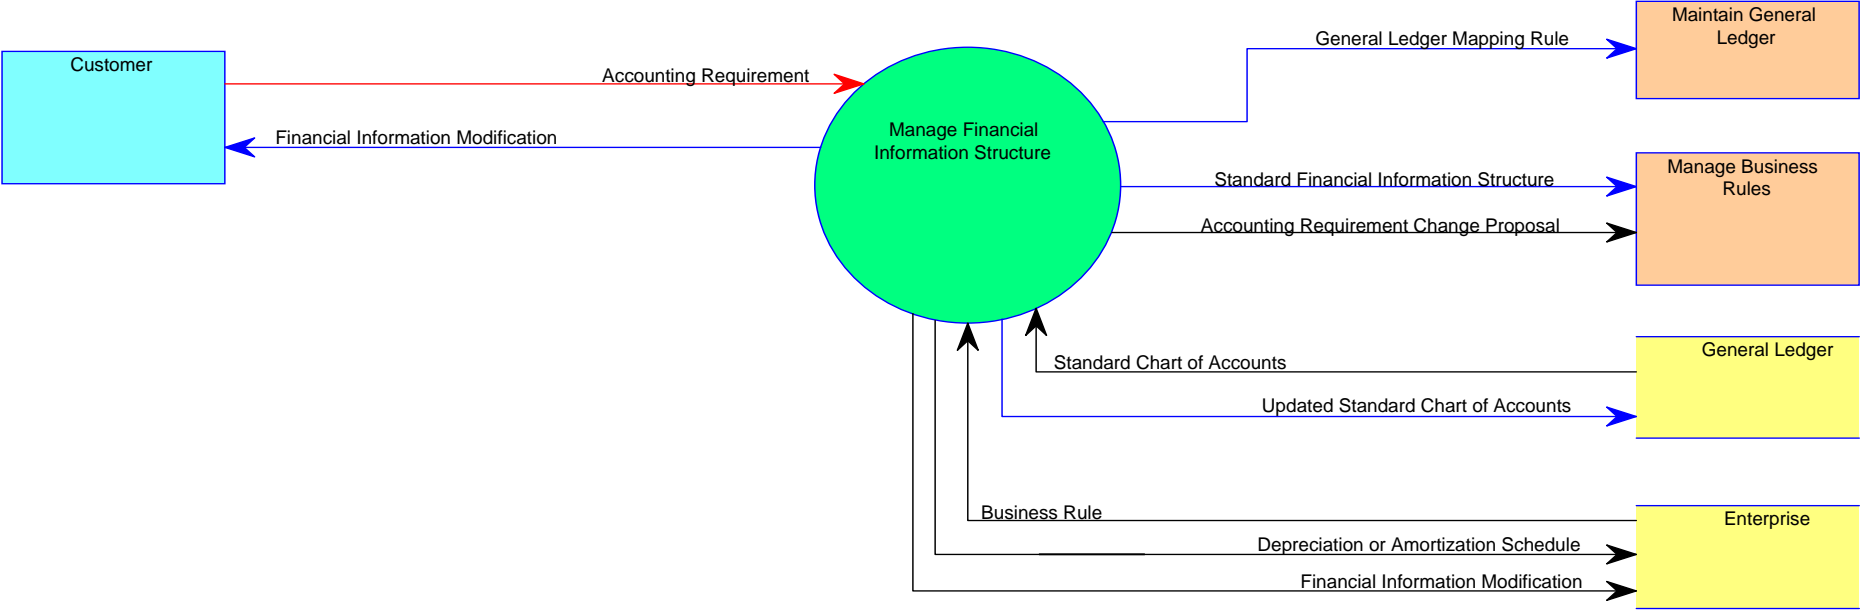 Customer
Accounting Requirement
Financial Information Modification
Manage Financial
Information Structure
General Ledger Mapping Rule
Maintain General
Ledger
Standard Financial Information Structure
Accounting Requirement Change Proposal
Manage Business
Rules
Standard Chart of Accounts
Updated Standard Chart of Accounts
General Ledger
Business Rule
Depreciation or Amortization Schedule
Financial Information Modification
Enterprise